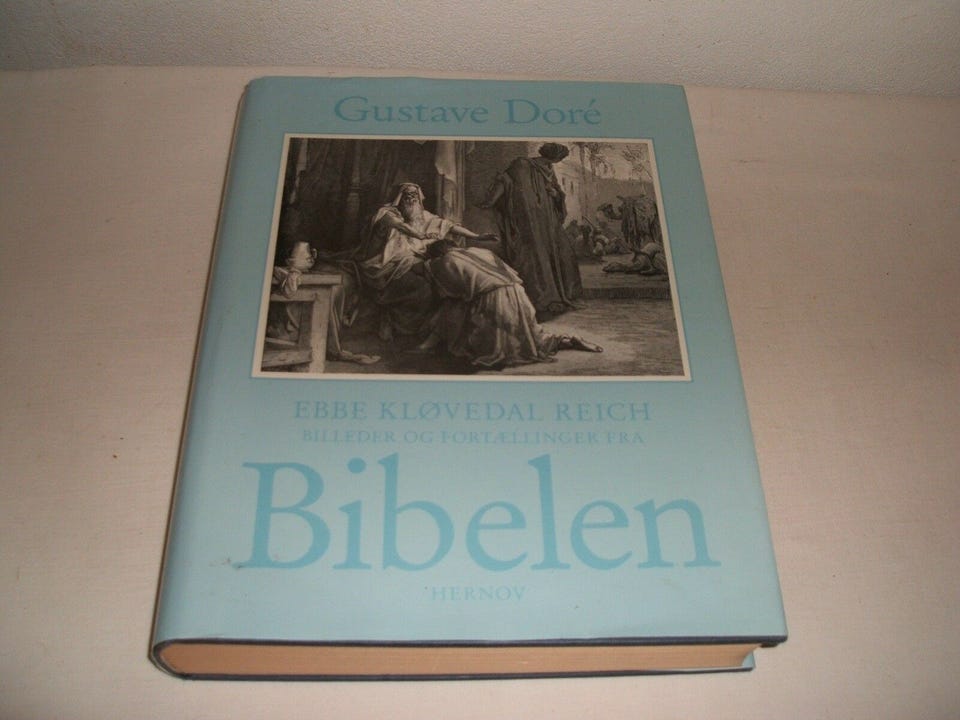 Gustave Doré
EBBE KLØVEDAL REICH
BILLEDER OG FORTÆLLINGER FRA
Bibelen
HERNOV